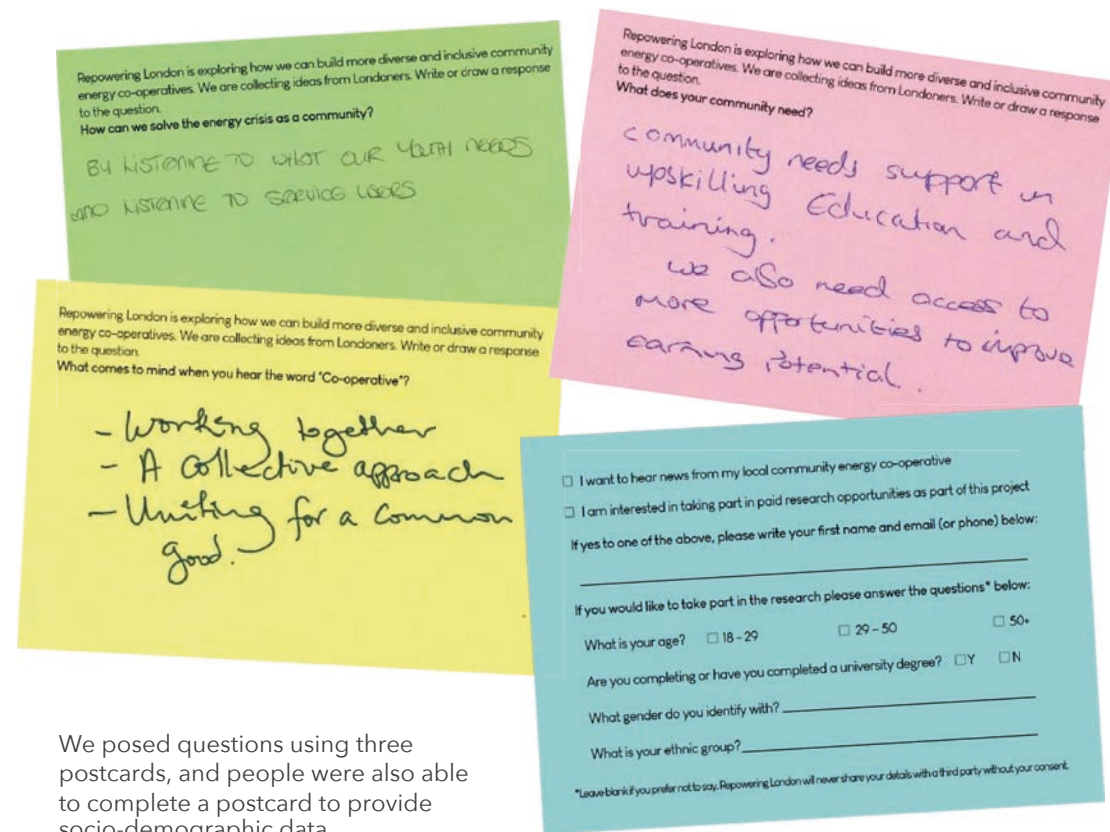 Repowering London is exploring how we can build more diverse and inclusive community
energy co-operatives. We are collecting ideas from Londoners. Write or draw a response
to the question.
How can we solve the energy crisis as a community?
BY LISTENINE TO WHAT OUR YOUTH NEEDS
AND LISTENINE TO SERVICE USERS
Repowering London is exploring how we can build more diverse and inclusive community
energy co-operatives. We are collecting ideas from Londoners. Write or draw a response
to the question.
What does your community need?
community needs support in
upskilling Education and
training.
we also need access to
more opportunities to improve
earning Potential.
Repowering London is exploring how we can build more diverse and inclusive community
energy co-operatives. We are collecting ideas from Londoners. Write or draw a response
to the question.
What comes to mind when you hear the word "Co-operative"?
- Working together
- A collective approach
- Uniting for a common
good.
☐ I want to hear news from my local community energy co-operative
☐ I am interested in taking part in paid research opportunities as part of this project
If yes to one of the above, please write your first name and email (or phone) below:
If you would like to take part in the research please answer the questions* below:
What is your age? ☐ 18 - 29 ☐ 29 - 50 ☐ 50+
Are you completing or have you completed a university degree? ☐Y ☐N
What gender do you identify with?
What is your ethnic group?
*Leave blank if you prefer not to say. Repowering London will never share your details with a third party without your consent.
We posed questions using three
postcards, and people were also able
to complete a postcard to provide
socio-demographic data